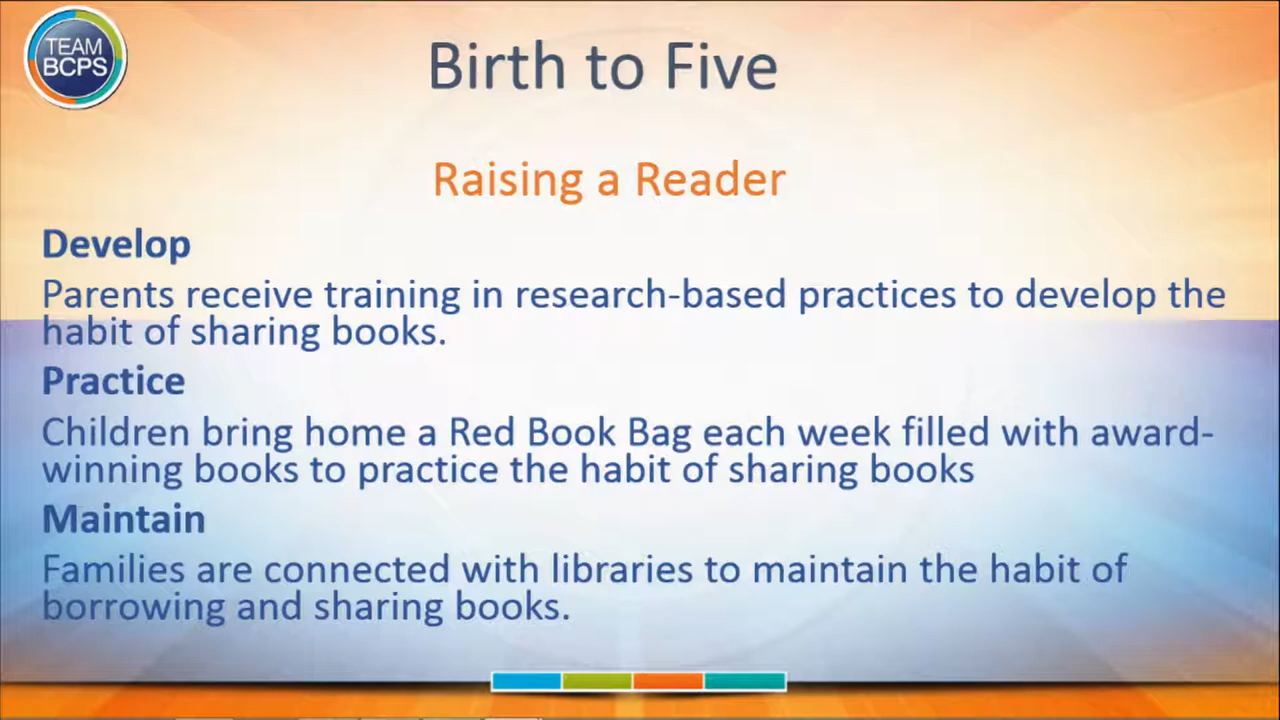 TEAM
BCPS
Birth to Five
Raising a Reader
Develop
Parents receive training in research-based practices to develop the
habit of sharing books.
Practice
Children bring home a Red Book Bag each week filled with award-
winning books to practice the habit of sharing books
Maintain
Families are connected with libraries to maintain the habit of
borrowing and sharing books.